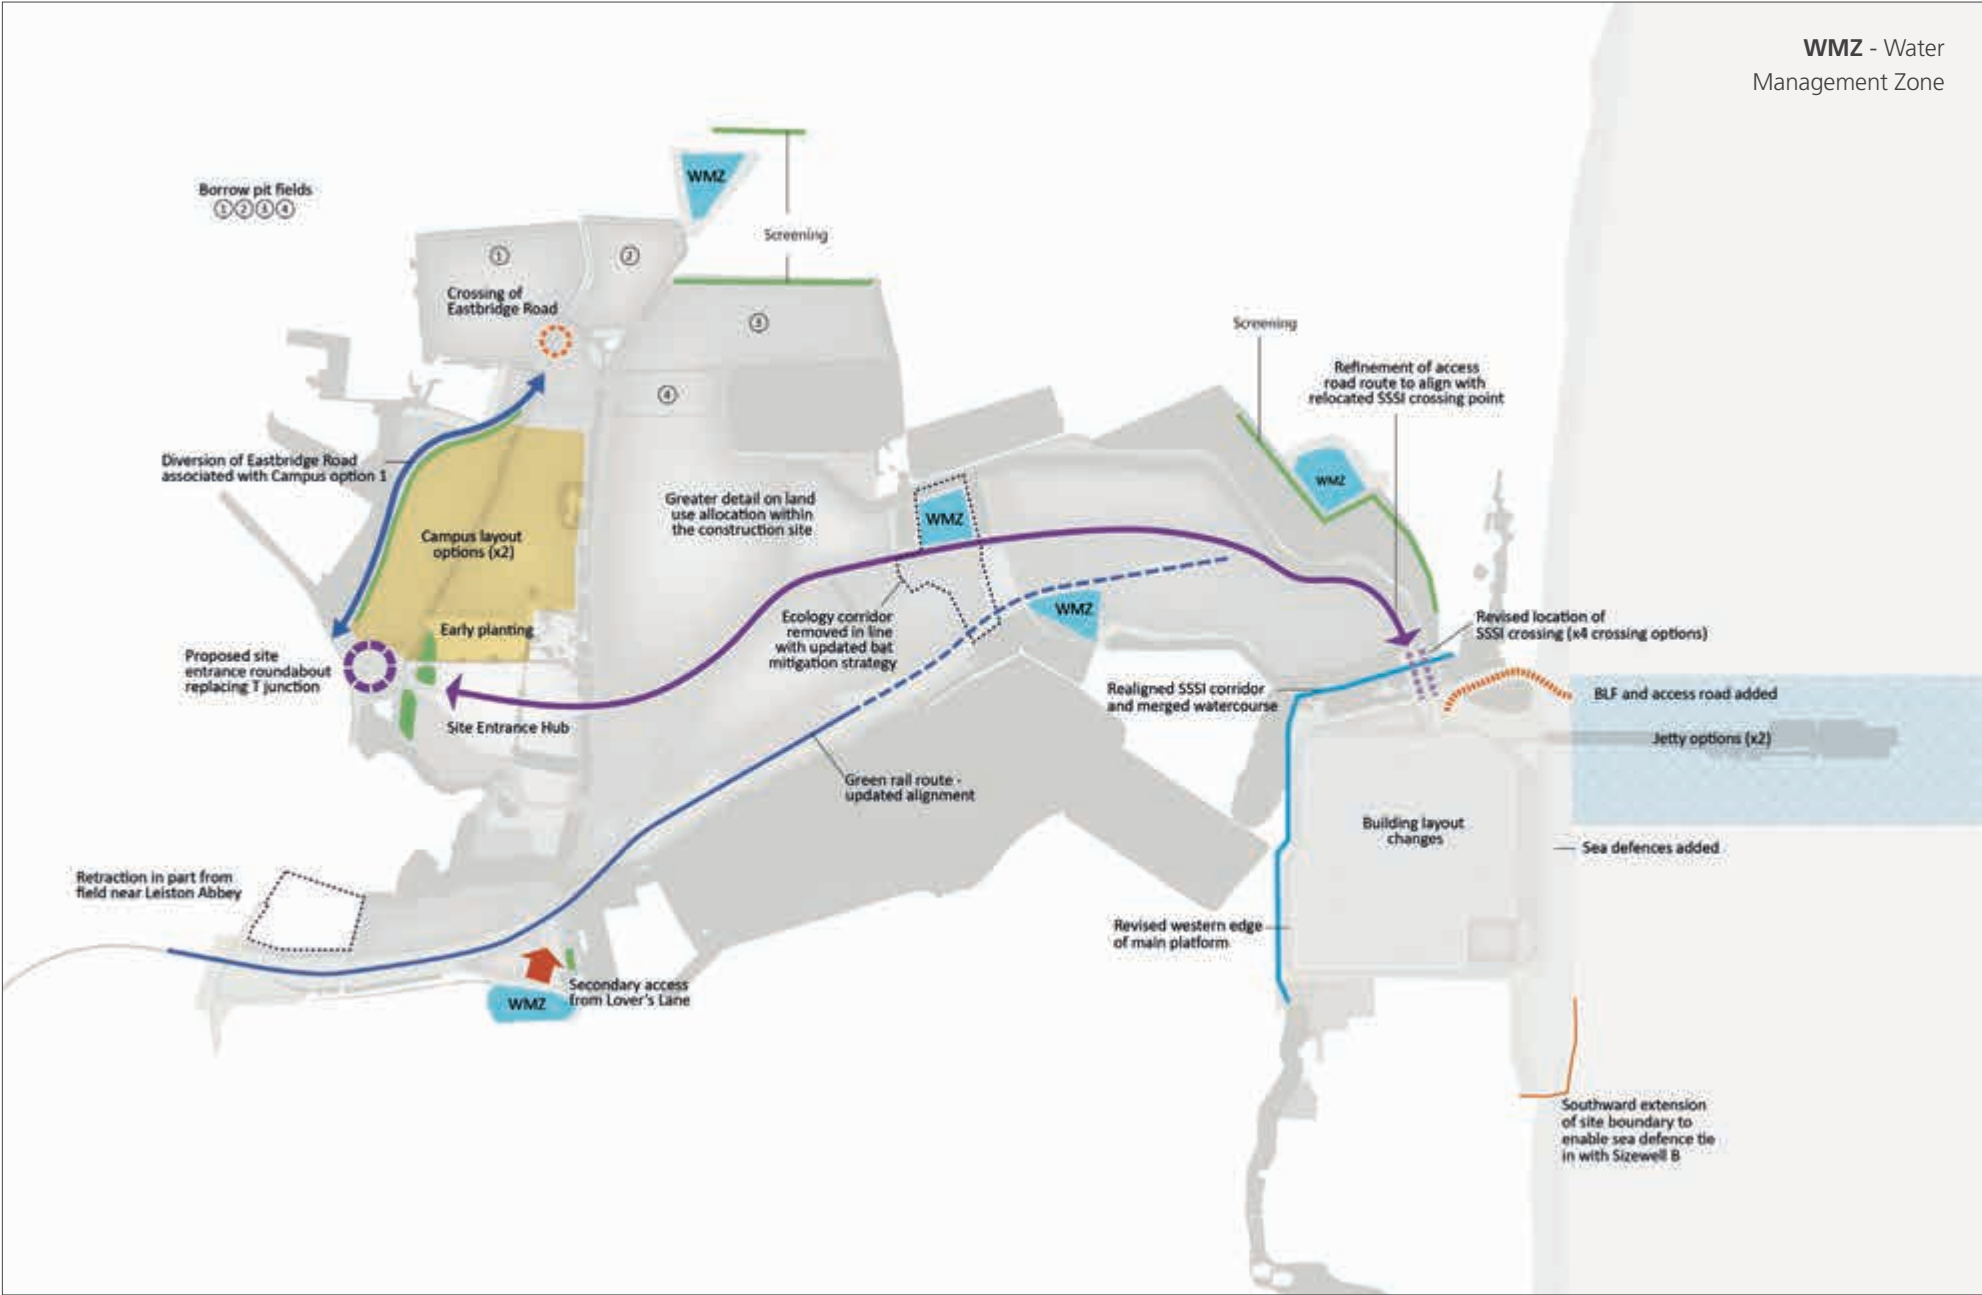 WMZ - Water
Management Zone
Borrow pit fields
① ② ③ ④
WMZ
Screening
①
②
Crossing of
Eastbridge Road
③
④
Screening
Refinement of access
road route to align with
relocated SSSI crossing point
WMZ
Diversion of Eastbridge Road
associated with Campus option 1
Greater detail on land
use allocation within
the construction site
WMZ
Campus layout
options (x2)
Early planting
Ecology corridor
removed in line
with updated bat
mitigation strategy
WMZ
Revised location of
SSSI crossing (x4 crossing options)
Proposed site
entrance roundabout
replacing T junction
Site Entrance Hub
Realigned SSSI corridor
and merged watercourse
BLF and access road added
Jetty options (x2)
Green rail route -
updated alignment
Building layout
changes
Sea defences added
Retraction in part from
field near Leiston Abbey
Revised western edge
of main platform
Secondary access
from Lover's Lane
WMZ
Southward extension
of site boundary to
enable sea defence tie
in with Sizewell B